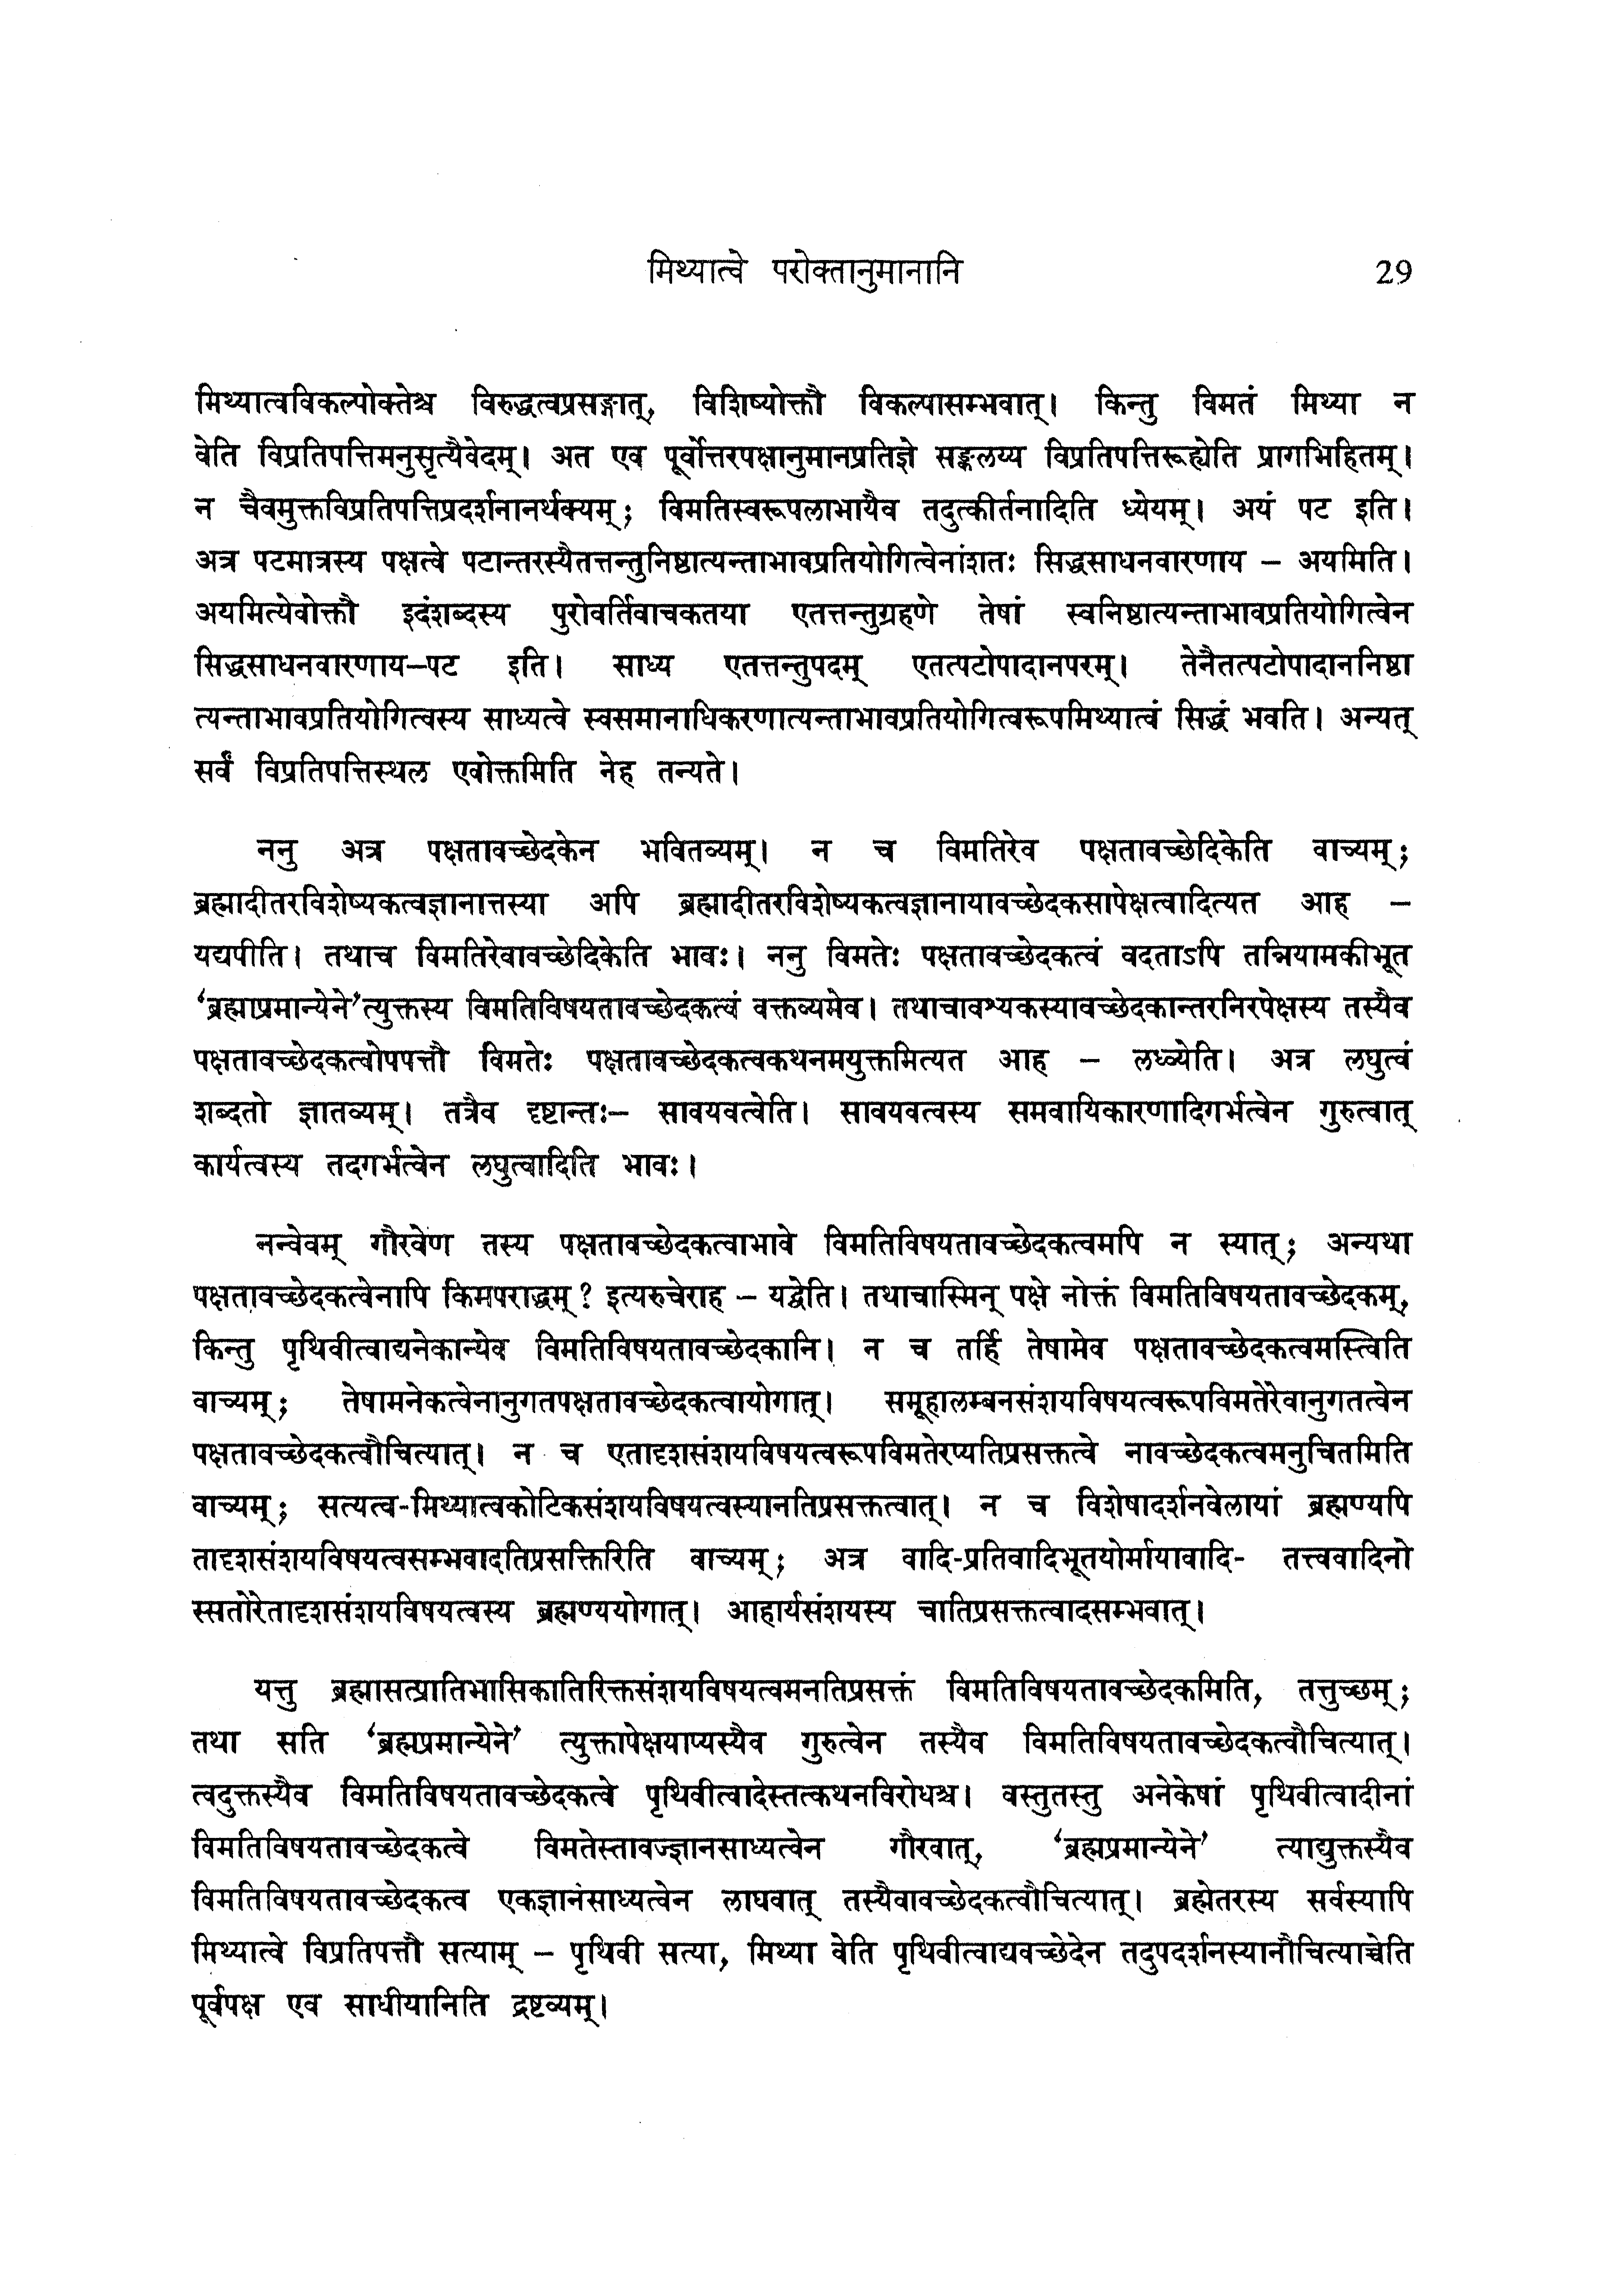 मिथ्यात्वे परोक्तानुमानानि 29
मिथ्यात्वविकल्पोक्तेश्च विरुद्धत्वप्रसङ्गात्, विशिष्योक्तौ विकल्पासम्भवात्। किन्तु विमतं मिथ्या न
वेति विप्रतिपत्तिमनुसृत्यैवेदम्। अत एव पूर्वोत्तरपक्षानुमानप्रतिज्ञे सङ्कलय्य विप्रतिपत्तिरूह्येति प्रागभिहितम्।
न चैवमुक्तविप्रतिपत्तिप्रदर्शनानर्थक्यम्; विमतिस्वरूपलाभायैव तदुत्कीर्तनादिति ध्येयम्। अयं पट इति।
अत्र पटमात्रस्य पक्षत्वे पटान्तरस्यैतत्तन्तुनिष्ठात्यन्ताभावप्रतियोगित्वेनांशतः सिद्धसाधनवारणाय – अयमिति।
अयमित्येवोक्तौ इदंशब्दस्य पुरोवर्तिवाचकतया एतत्तन्तुग्रहणे तेषां स्वनिष्ठात्यन्ताभावप्रतियोगित्वेन
सिद्धसाधनवारणाय–पट इति। साध्य एतत्तन्तुपदम् एतत्पटोपादानपरम्। तेनैतत्पटोपादाननिष्ठा
त्यन्ताभावप्रतियोगित्वस्य साध्यत्वे स्वसमानाधिकरणात्यन्ताभावप्रतियोगित्वरूपमिथ्यात्वं सिद्धं भवति। अन्यत्
सर्वं विप्रतिपत्तिस्थल एवोक्तमिति नेह तन्यते।
ननु अत्र पक्षतावच्छेदकेन भवितव्यम्। न च विमतिरेव पक्षतावच्छेदिकेति वाच्यम्;
ब्रह्मादीतरविशेष्यकत्वज्ञानात्तस्या अपि ब्रह्मादीतरविशेष्यकत्वज्ञानायावच्छेदकसापेक्षत्वादित्यत आह –
यद्यपीति। तथाच विमतिरेवावच्छेदिकेति भावः। ननु विमतेः पक्षतावच्छेदकत्वं वदताऽपि तन्नियामकीभूत
‘ब्रह्मप्रमान्येने’त्युक्तस्य विमतिविषयतावच्छेदकत्वं वक्तव्यमेव। तथाचावश्यकस्यावच्छेदकान्तरनिरपेक्षस्य तस्यैव
पक्षतावच्छेदकत्वोपपत्तौ विमतेः पक्षतावच्छेदकत्वकथनमयुक्तमित्यत आह – लघ्व्येति। अत्र लघुत्वं
शब्दतो ज्ञातव्यम्। तत्रैव दृष्टान्तः– सावयवत्वेति। सावयवत्वस्य समवायिकारणादिगर्भत्वेन गुरुत्वात्
कार्यत्वस्य तदगर्भत्वेन लघुत्वादिति भावः।
नन्वेवम् गौरवेण तस्य पक्षतावच्छेदकत्वाभावे विमतिविषयतावच्छेदकत्वमपि न स्यात्; अन्यथा
पक्षतावच्छेदकत्वेनापि किमपराद्धम्? इत्यरुचेराह – यद्वेति। तथाचास्मिन् पक्षे नोक्तं विमतिविषयतावच्छेदकम्,
किन्तु पृथिवीत्वाद्यनेकान्येव विमतिविषयतावच्छेदकानि। न च तर्हि तेषामेव पक्षतावच्छेदकत्वमस्त्विति
वाच्यम्; तेषामनेकत्वेनानुगतपक्षतावच्छेदकत्वायोगात्। समूहालम्बनसंशयविषयत्वरूपविमतेरेवानुगतत्वेन
पक्षतावच्छेदकत्वौचित्यात्। न च एतादृशसंशयविषयत्वरूपविमतेरप्यतिप्रसक्तत्वे नावच्छेदकत्वमनुचितमिति
वाच्यम्; सत्यत्व-मिथ्यात्वकोटिकसंशयविषयत्वस्यानतिप्रसक्तत्वात्। न च विशेषादर्शनवेलायां ब्रह्मण्यपि
तादृशसंशयविषयत्वसम्भवादतिप्रसक्तिरिति वाच्यम्; अत्र वादि-प्रतिवादिभूतयोर्मायावादि- तत्त्ववादिनो
स्सतोरेतादृशसंशयविषयत्वस्य ब्रह्मण्ययोगात्। आहार्यसंशयस्य चातिप्रसक्तत्वादसम्भवात्।
यत्तु ब्रह्मासत्प्रातिभासिकातिरिक्तसंशयविषयत्वमनतिप्रसक्तं विमतिविषयतावच्छेदकमिति, तत्तुच्छम्;
तथा सति ‘ब्रह्मप्रमान्येने’ त्युक्तापेक्षयाप्यस्यैव गुरुत्वेन तस्यैव विमतिविषयतावच्छेदकत्वौचित्यात्।
त्वदुक्तस्यैव विमतिविषयतावच्छेदकत्वे पृथिवीत्वादेस्तत्कथनविरोधश्च। वस्तुतस्तु अनेकेषां पृथिवीत्वादीनां
विमतिविषयतावच्छेदकत्वे विमतेस्तावज्ज्ञानसाध्यत्वेन गौरवात्, ‘ब्रह्मप्रमान्येने’ त्याद्युक्तस्यैव
विमतिविषयतावच्छेदकत्व एकज्ञानसाध्यत्वेन लाघवात् तस्यैवावच्छेदकत्वौचित्यात्। ब्रह्मेतरस्य सर्वस्यापि
मिथ्यात्वे विप्रतिपत्तौ सत्याम् – पृथिवी सत्या, मिथ्या वेति पृथिवीत्वाद्यवच्छेदेन तदुपदर्शनस्यानौचित्याच्चेति
पूर्वपक्ष एव साधीयानिति द्रष्टव्यम्।